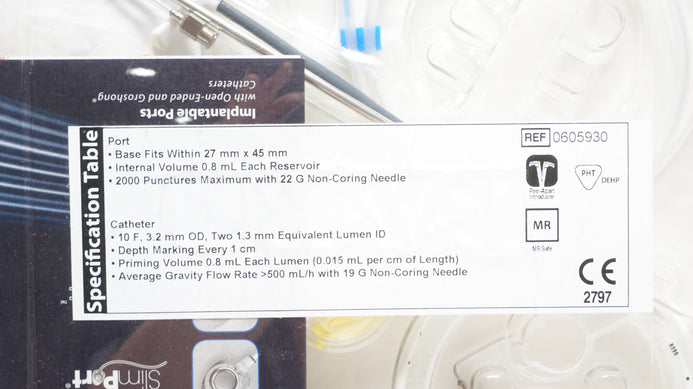 Implantable Ports
with Open-Ended and Groshong®
Catheters
Specification Table
Port
• Base Fits Within 27 mm x 45 mm
• Internal Volume 0.8 mL Each Reservoir
• 2000 Punctures Maximum with 22 G Non-Coring Needle
Catheter
• 10 F, 3.2 mm OD, Two 1.3 mm Equivalent Lumen ID
• Depth Marking Every 1 cm
• Priming Volume 0.8 mL Each Lumen (0.015 mL per cm of Length)
• Average Gravity Flow Rate >500 mL/h with 19 G Non-Coring Needle
REF 0605930
Peel-Apart
Introducer
PHT
DEHP
MR
MR Safe
CE
2797
SlimPort®